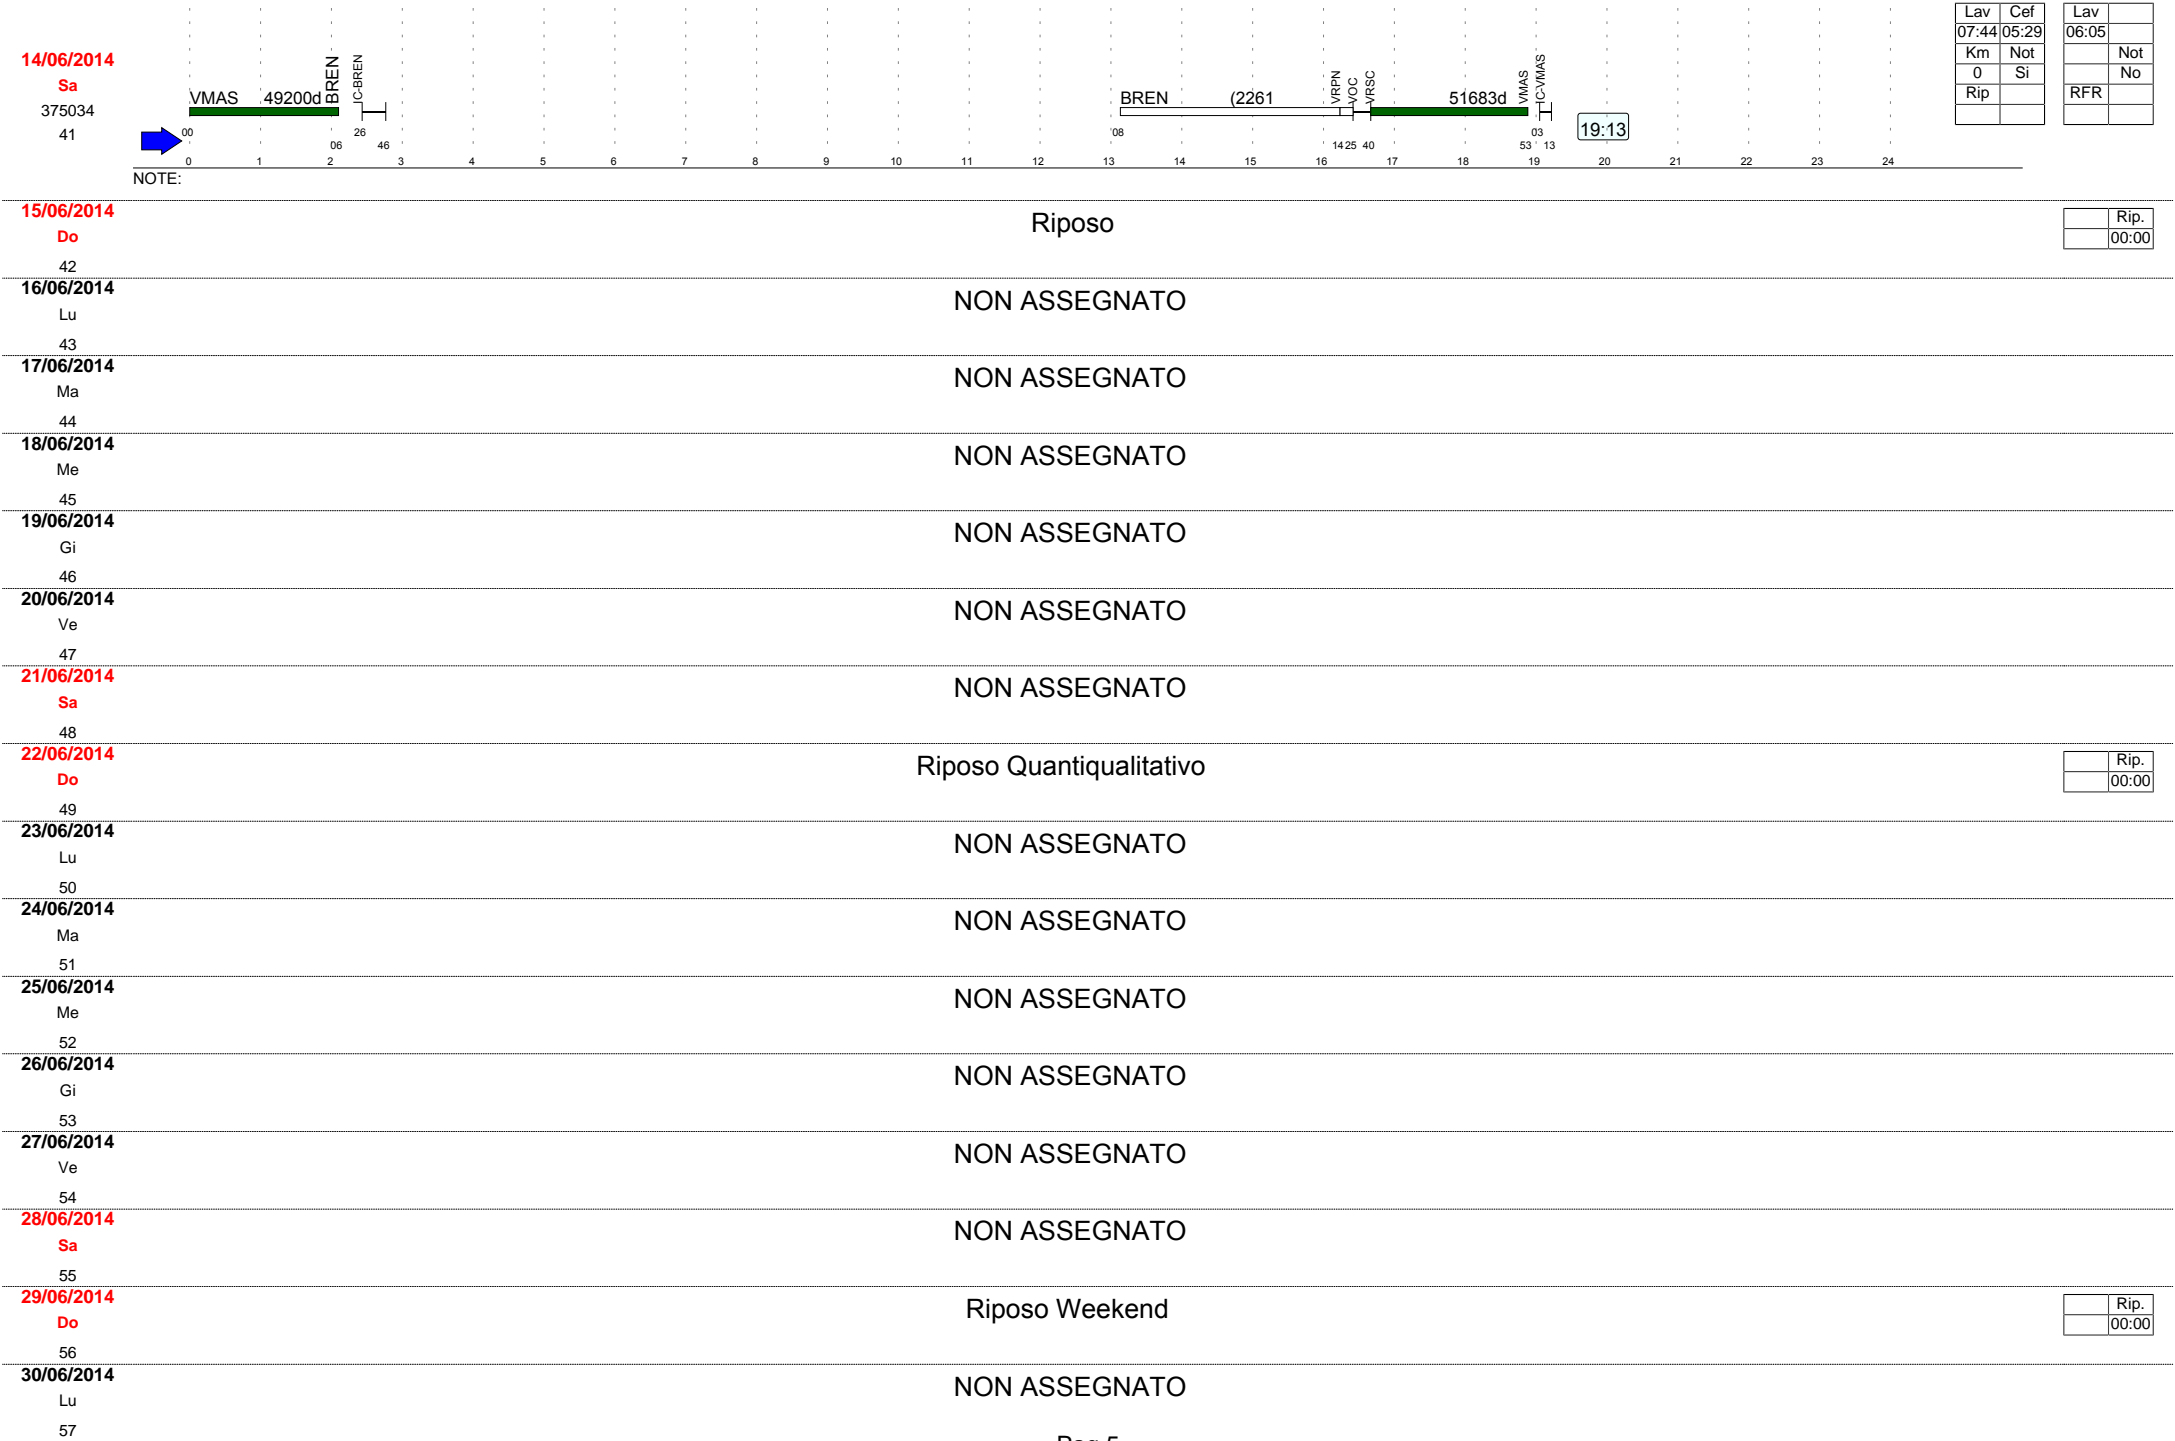 14/06/2014
Sa
375034
41
VMAS 49200d BREN IC-BREN
00 06 26 46
BREN (2261 VRPN VOC VRSC 51683d VMAS IC-VMAS
08 14 25 40 53 03 13
19:13
0 1 2 3 4 5 6 7 8 9 10 11 12 13 14 15 16 17 18 19 20 21 22 23 24
Lav Cef
07:44 05:29
Km Not
0 Si
Rip
Lav
06:05
Not
No
RFR
NOTE:
15/06/2014
Do
42
Riposo
Rip.
00:00
16/06/2014
Lu
43
NON ASSEGNATO
17/06/2014
Ma
44
NON ASSEGNATO
18/06/2014
Me
45
NON ASSEGNATO
19/06/2014
Gi
46
NON ASSEGNATO
20/06/2014
Ve
47
NON ASSEGNATO
21/06/2014
Sa
48
NON ASSEGNATO
22/06/2014
Do
49
Riposo Quantiqualitativo
Rip.
00:00
23/06/2014
Lu
50
NON ASSEGNATO
24/06/2014
Ma
51
NON ASSEGNATO
25/06/2014
Me
52
NON ASSEGNATO
26/06/2014
Gi
53
NON ASSEGNATO
27/06/2014
Ve
54
NON ASSEGNATO
28/06/2014
Sa
55
NON ASSEGNATO
29/06/2014
Do
56
Riposo Weekend
Rip.
00:00
30/06/2014
Lu
57
NON ASSEGNATO
Pag 5